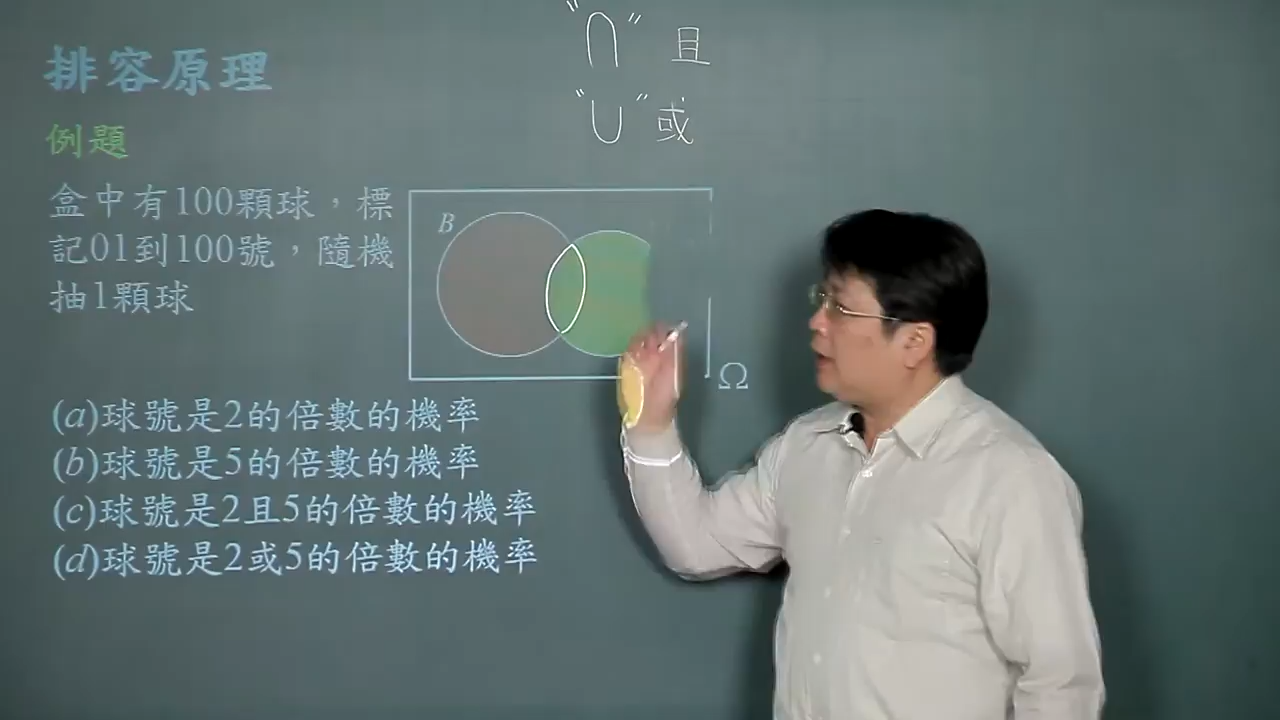 "∩" 且
"∪" 或
排容原理
例題
盒中有100顆球，標
記01到100號，隨機
抽1顆球
B
Ω
(a)球號是2的倍數的機率
(b)球號是5的倍數的機率
(c)球號是2且5的倍數的機率
(d)球號是2或5的倍數的機率